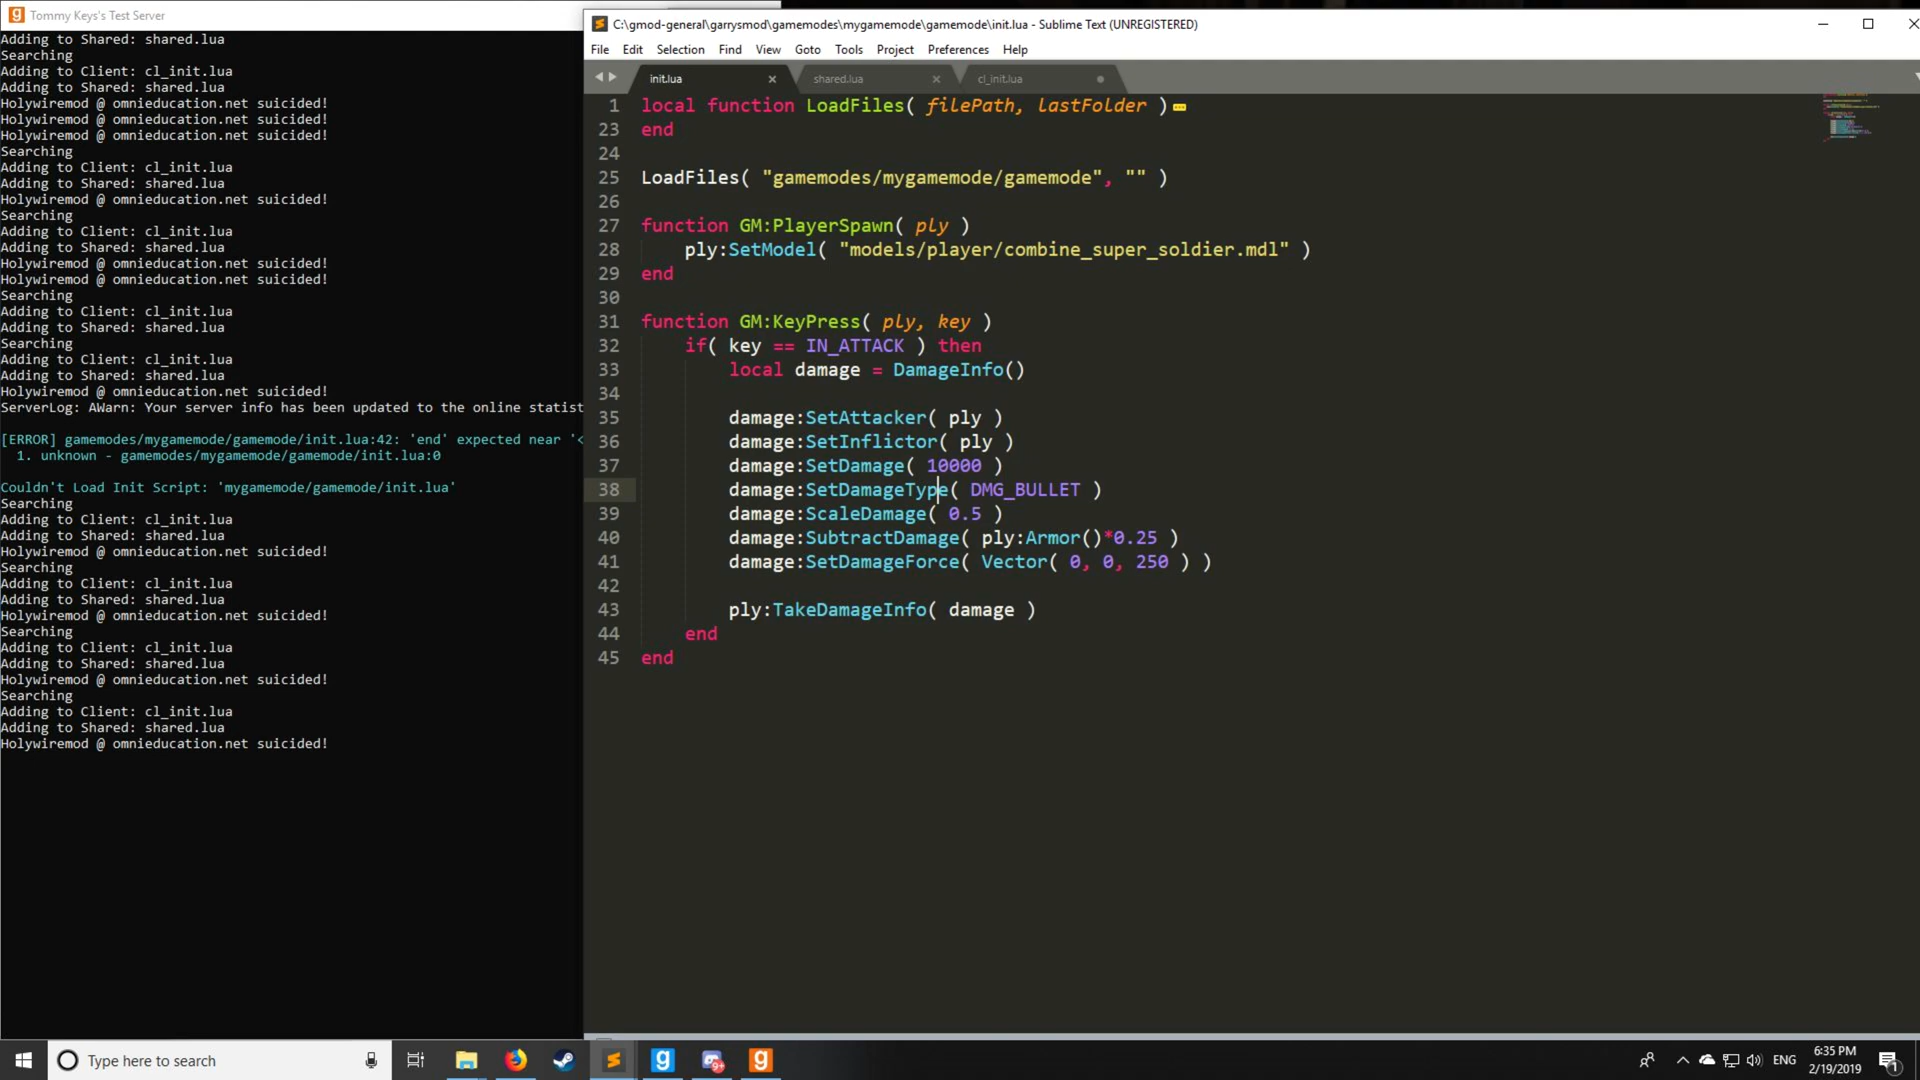 Tommy Keys's Test Server
Adding to Shared: shared.lua
Searching
Adding to Client: cl_init.lua
Adding to Shared: shared.lua
Holywiremod @ omnieducation.net suicided!
Holywiremod @ omnieducation.net suicided!
Holywiremod @ omnieducation.net suicided!
Searching
Adding to Client: cl_init.lua
Adding to Shared: shared.lua
Holywiremod @ omnieducation.net suicided!
Searching
Adding to Client: cl_init.lua
Adding to Shared: shared.lua
Holywiremod @ omnieducation.net suicided!
Holywiremod @ omnieducation.net suicided!
Searching
Adding to Client: cl_init.lua
Adding to Shared: shared.lua
Searching
Adding to Client: cl_init.lua
Adding to Shared: shared.lua
Holywiremod @ omnieducation.net suicided!
ServerLog: AWarn: Your server info has been updated to the online statist
[ERROR] gamemodes/mygamemode/gamemode/init.lua:42: 'end' expected near '<
1. unknown - gamemodes/mygamemode/gamemode/init.lua:0
Couldn't Load Init Script: 'mygamemode/gamemode/init.lua'
Searching
Adding to Client: cl_init.lua
Adding to Shared: shared.lua
Holywiremod @ omnieducation.net suicided!
Searching
Adding to Client: cl_init.lua
Adding to Shared: shared.lua
Holywiremod @ omnieducation.net suicided!
Searching
Adding to Client: cl_init.lua
Adding to Shared: shared.lua
Holywiremod @ omnieducation.net suicided!
Searching
Adding to Client: cl_init.lua
Adding to Shared: shared.lua
Holywiremod @ omnieducation.net suicided!
C:\gmod-general\garrysmod\gamemodes\mygamemode\gamemode\init.lua - Sublime Text (UNREGISTERED)
File Edit Selection Find View Goto Tools Project Preferences Help
init.lua shared.lua cl_init.lua
1 local function LoadFiles( filePath, lastFolder )
23 end
24
25 LoadFiles( "gamemodes/mygamemode/gamemode", "" )
26
27 function GM:PlayerSpawn( ply )
28 ply:SetModel( "models/player/combine_super_soldier.mdl" )
29 end
30
31 function GM:KeyPress( ply, key )
32 if( key == IN_ATTACK ) then
33 local damage = DamageInfo()
34
35 damage:SetAttacker( ply )
36 damage:SetInflictor( ply )
37 damage:SetDamage( 10000 )
38 damage:SetDamageType( DMG_BULLET )
39 damage:ScaleDamage( 0.5 )
40 damage:SubtractDamage( ply:Armor()*0.25 )
41 damage:SetDamageForce( Vector( 0, 0, 250 ) )
42
43 ply:TakeDamageInfo( damage )
44 end
45 end
Type here to search
9+
ENG
6:35 PM
2/19/2019
1